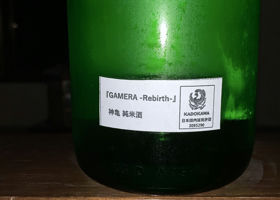 『GAMERA -Rebirth-』
神亀 純米酒
KADOKAWA